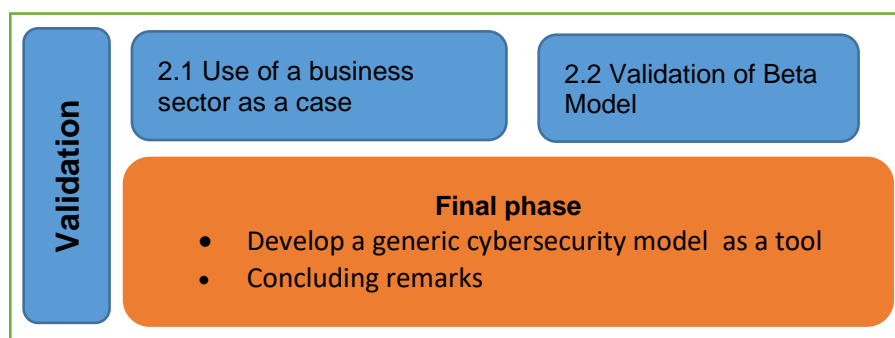 Validation
2.1 Use of a business
sector as a case
2.2 Validation of Beta
Model
Final phase
• Develop a generic cybersecurity model as a tool
• Concluding remarks